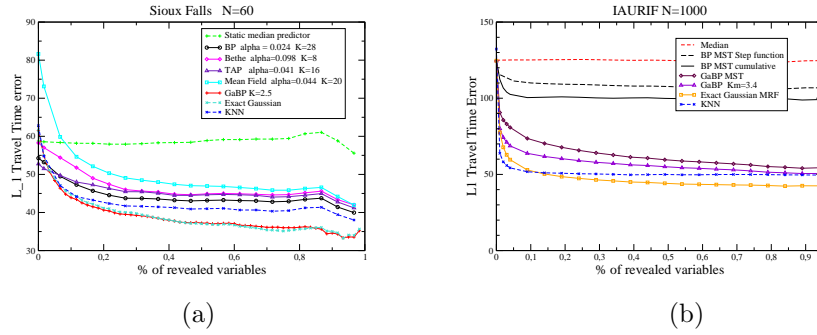 Sioux Falls N=60
L_1 Travel Time error
100
90
80
70
60
50
40
30
0
0.2
0.4
0.6
0.8
1
% of revealed variables
Static median predictor
BP alpha = 0.024 K=28
Bethe alpha=0.098 K=8
TAP alpha=0.041 K=16
Mean Field alpha=0.044 K=20
GaBP K=2.5
Exact Gaussian
KNN
(a)
IAURIF N=1000
L1 Travel Time Error
150
100
50
0
0
0,1
0,2
0,3
0,4
0,5
0,6
0,7
0,8
0,9
% of revealed variables
Median
BP MST Step function
BP MST cumulative
GaBP MST
GaBP Km=3.4
Exact Gaussian MRF
KNN
(b)